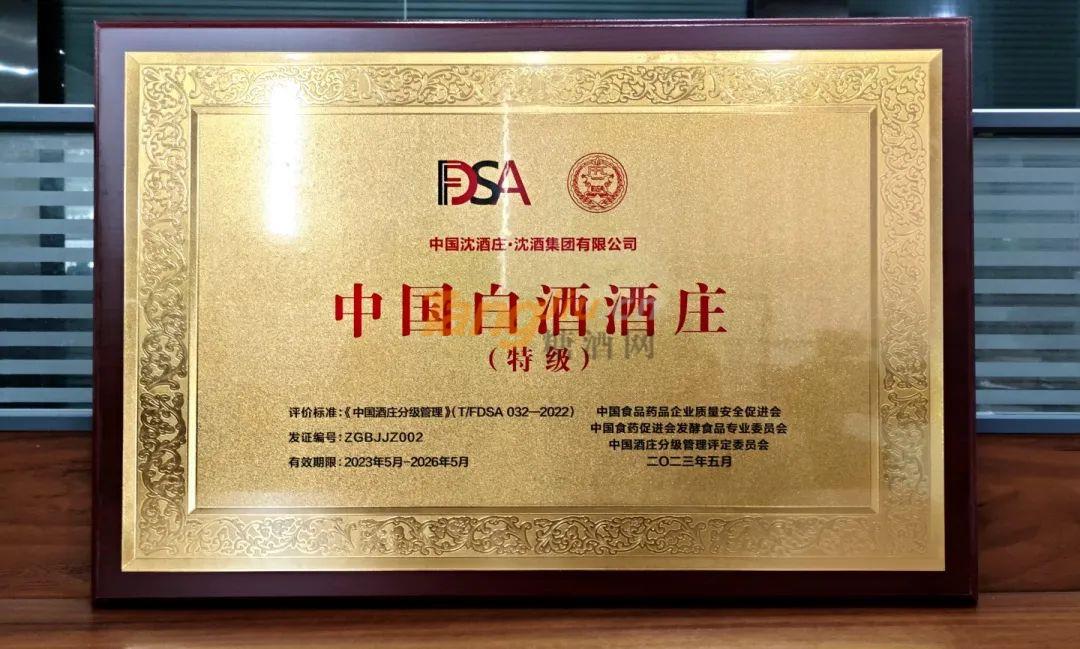 FDSA
中国沈酒庄·沈酒集团有限公司
中国白酒酒庄
(特级)
评价标准:《中国酒庄分级管理》(T/FDSA 032—2022)
发证编号:ZGBJJZ002
有效期限:2023年5月-2026年5月
中国食品药品企业质量安全促进会
中国食药促进会发酵食品专业委员会
中国酒庄分级管理评定委员会
二〇二三年五月
糖酒网